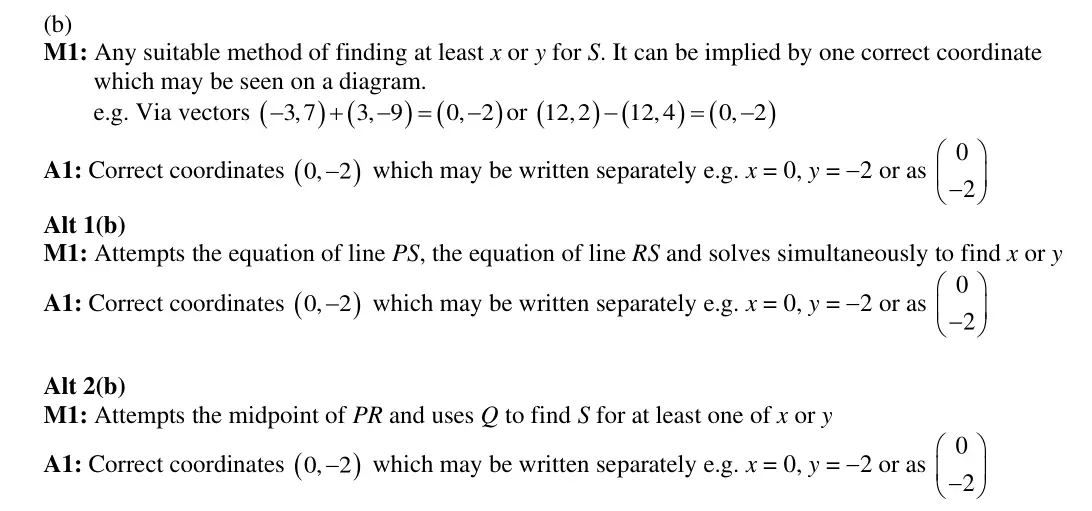 (b)
M1: Any suitable method of finding at least x or y for S. It can be implied by one correct coordinate
which may be seen on a diagram.
e.g. Via vectors (−3,7)+(3,−9)=(0,−2) or (12,2)−(12,4)=(0,−2)
A1: Correct coordinates (0,−2) which may be written separately e.g. x = 0, y = −2 or as (0 −2)
Alt 1(b)
M1: Attempts the equation of line PS, the equation of line RS and solves simultaneously to find x or y
A1: Correct coordinates (0,−2) which may be written separately e.g. x = 0, y = −2 or as (0 −2)
Alt 2(b)
M1: Attempts the midpoint of PR and uses Q to find S for at least one of x or y
A1: Correct coordinates (0,−2) which may be written separately e.g. x = 0, y = −2 or as (0 −2)